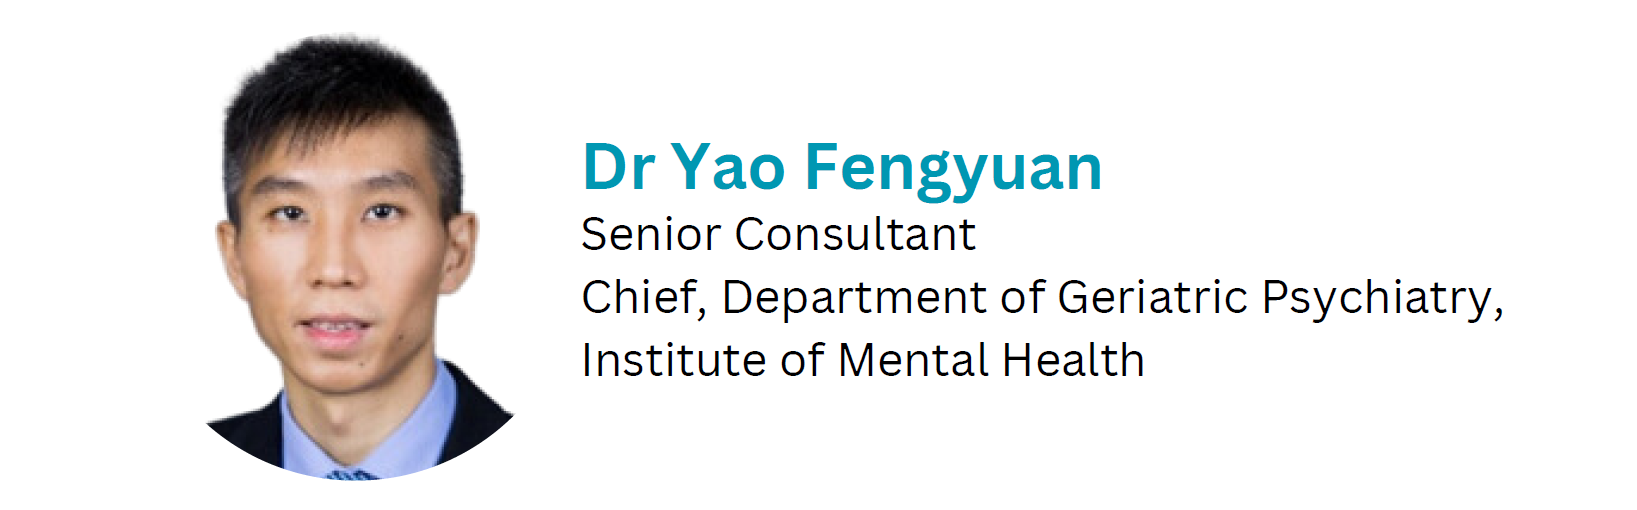 Dr Yao Fengyuan
Senior Consultant
Chief, Department of Geriatric Psychiatry,
Institute of Mental Health